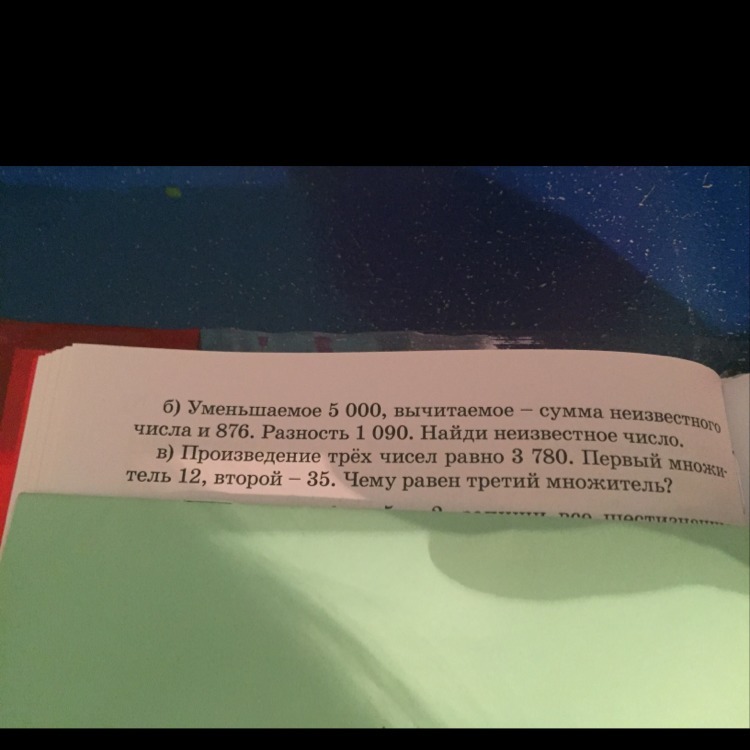 б) Уменьшаемое 5 000, вычитаемое – сумма неизвестного
числа и 876. Разность 1 090. Найди неизвестное число.
в) Произведение трёх чисел равно 3 780. Первый множи-
тель 12, второй – 35. Чему равен третий множитель?
все